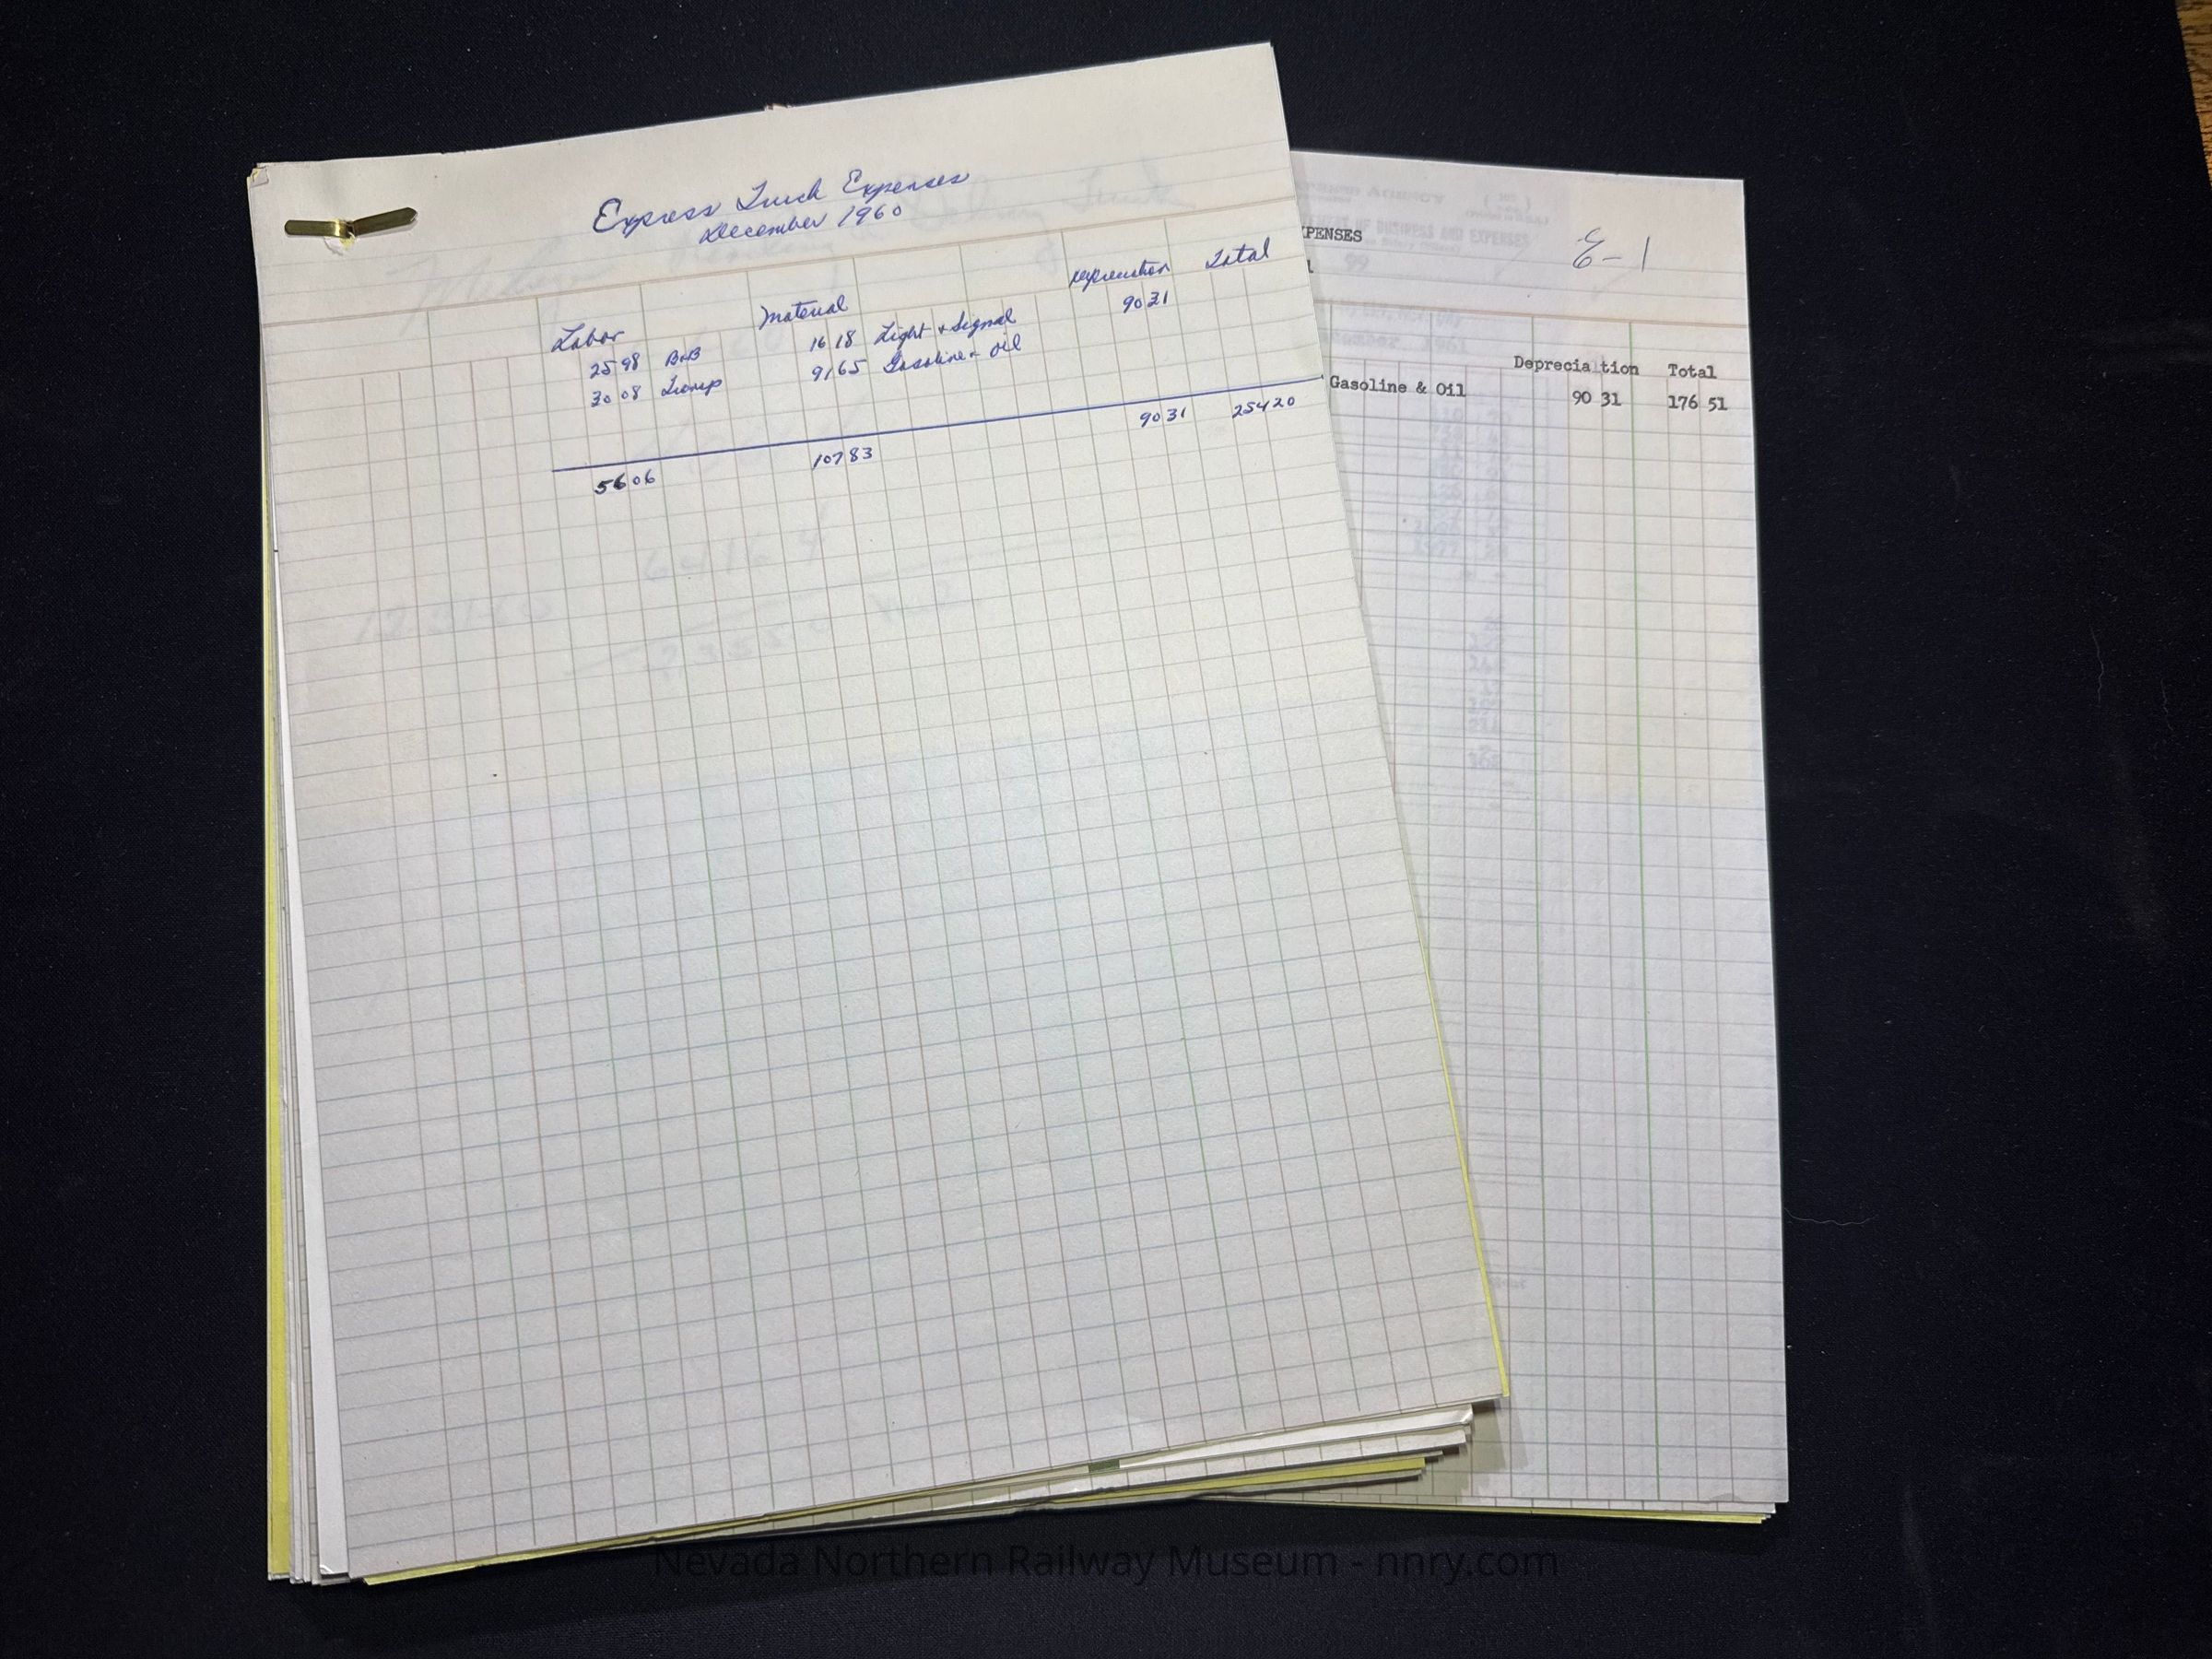 Express Truck Expenses
December 1960
Labor Material Depreciation Total
25 98 B&B 16 18 Light & Signal 90 31
30 08 Transp 91 65 Gasoline & Oil
56 06 107 83 90 31 254 20
PENSES
E-1
Depreciation Total
Gasoline & Oil 90 31 176 51
Nevada Northern Railway Museum - nnry.com